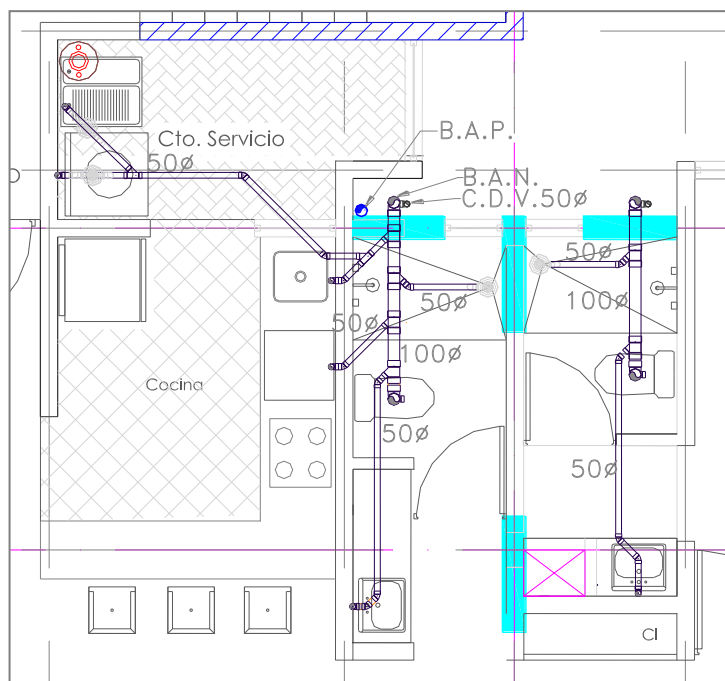 B.A.P.
Cto. Servicio
50ø
B.A.N.
C.D.V.50ø
50ø
50ø
100ø
50ø
100ø
Cocina
50ø
50ø
Cl